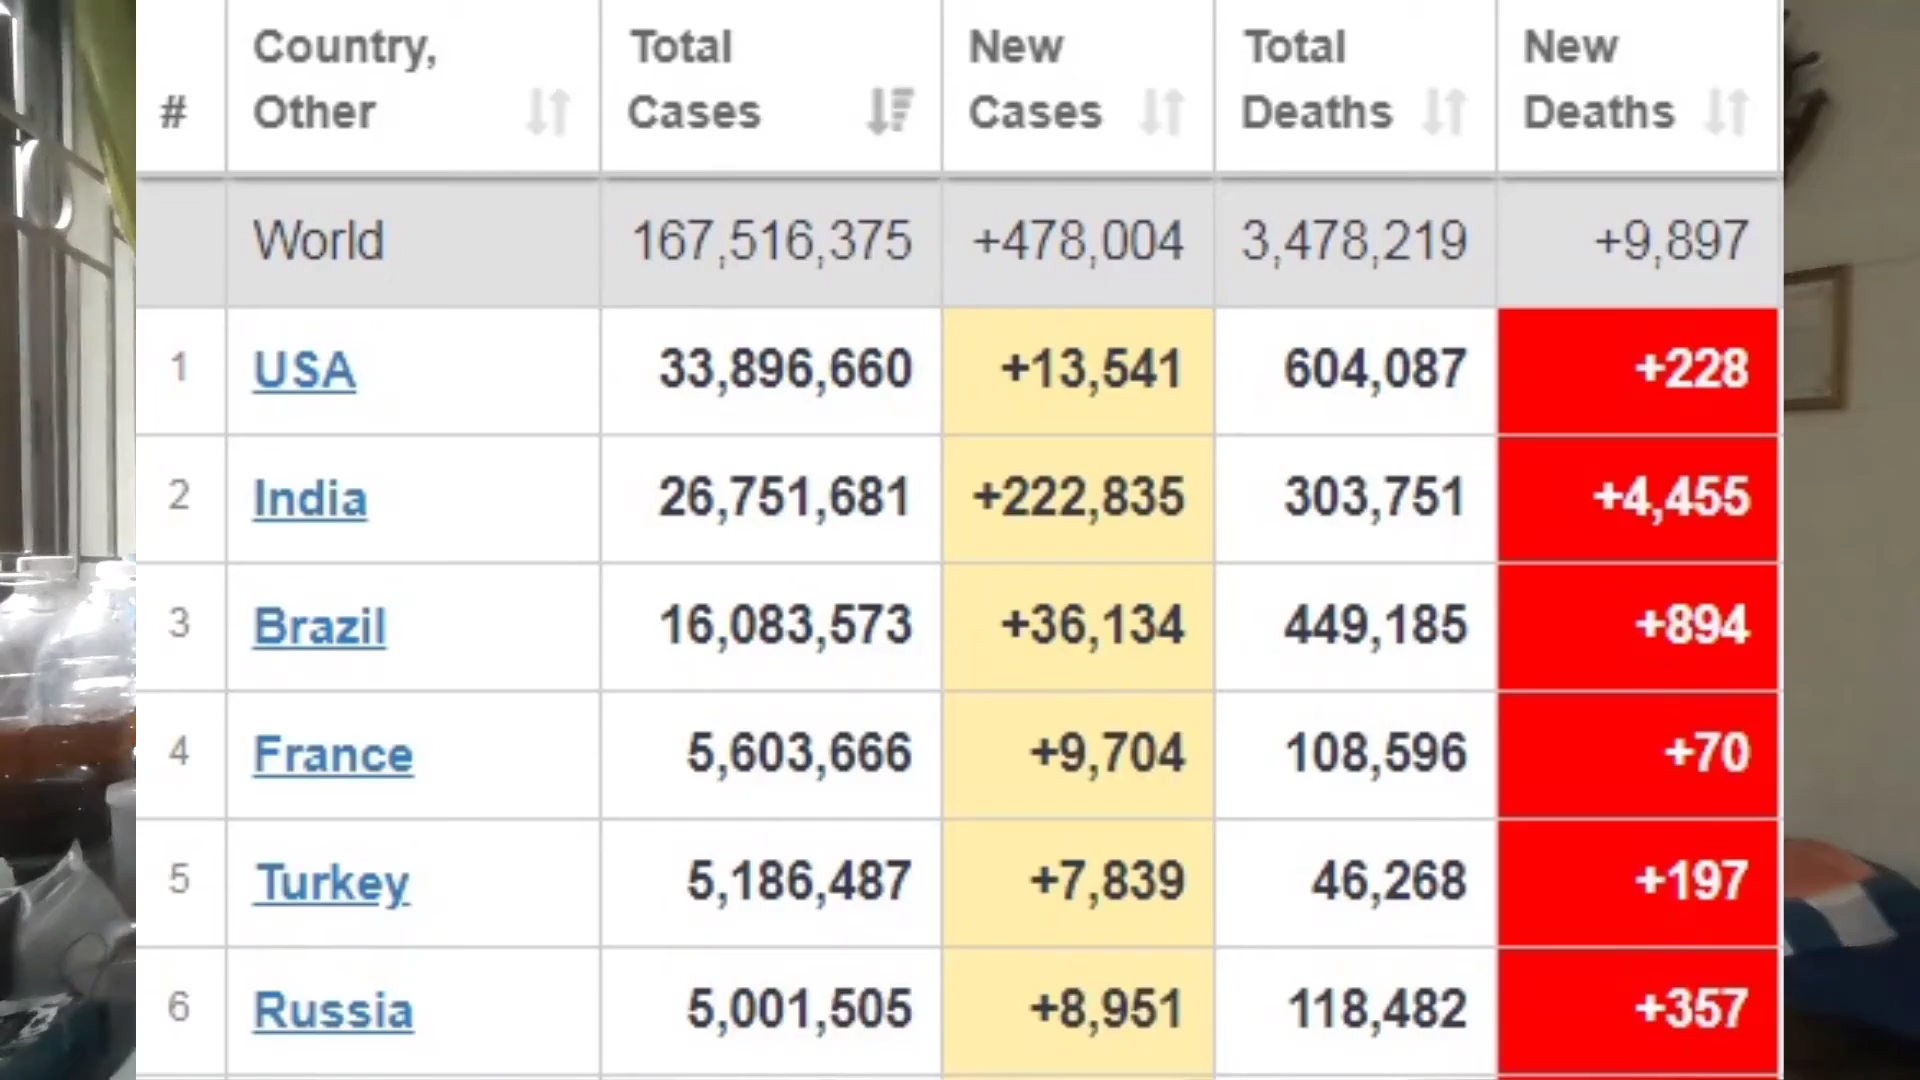 # Country, Other Total Cases New Cases Total Deaths New Deaths
World 167,516,375 +478,004 3,478,219 +9,897
1 USA 33,896,660 +13,541 604,087 +228
2 India 26,751,681 +222,835 303,751 +4,455
3 Brazil 16,083,573 +36,134 449,185 +894
4 France 5,603,666 +9,704 108,596 +70
5 Turkey 5,186,487 +7,839 46,268 +197
6 Russia 5,001,505 +8,951 118,482 +357